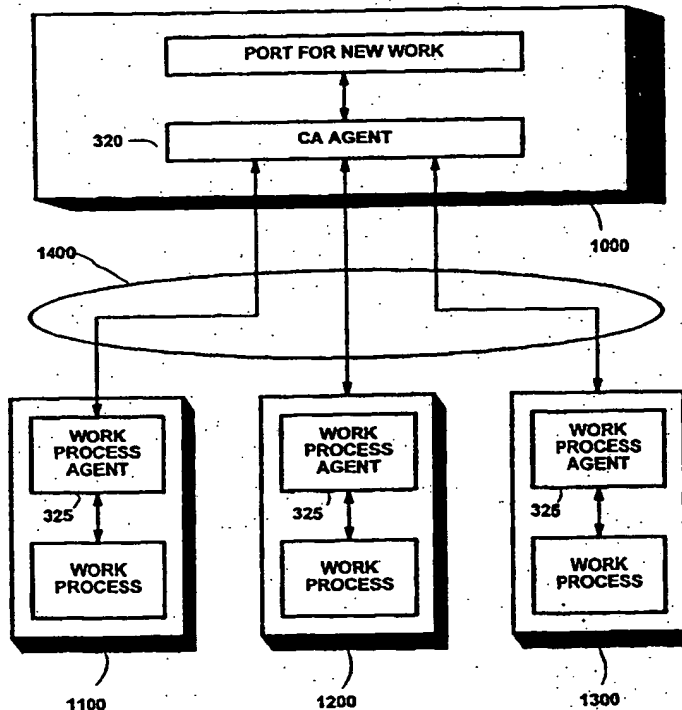 PORT FOR NEW WORK
320
CA AGENT
1000
1400
WORK
PROCESS
AGENT
325
WORK
PROCESS
1100
WORK
PROCESS
AGENT
325
WORK
PROCESS
1200
WORK
PROCESS
AGENT
325
WORK
PROCESS
1300